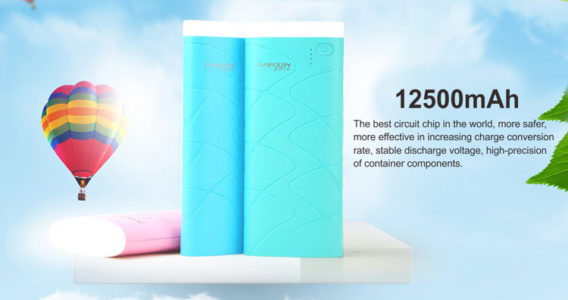 12500mAh
The best circuit chip in the world, more safer,
more effective in increasing charge conversion
rate, stable discharge voltage, high-precision
of container components.